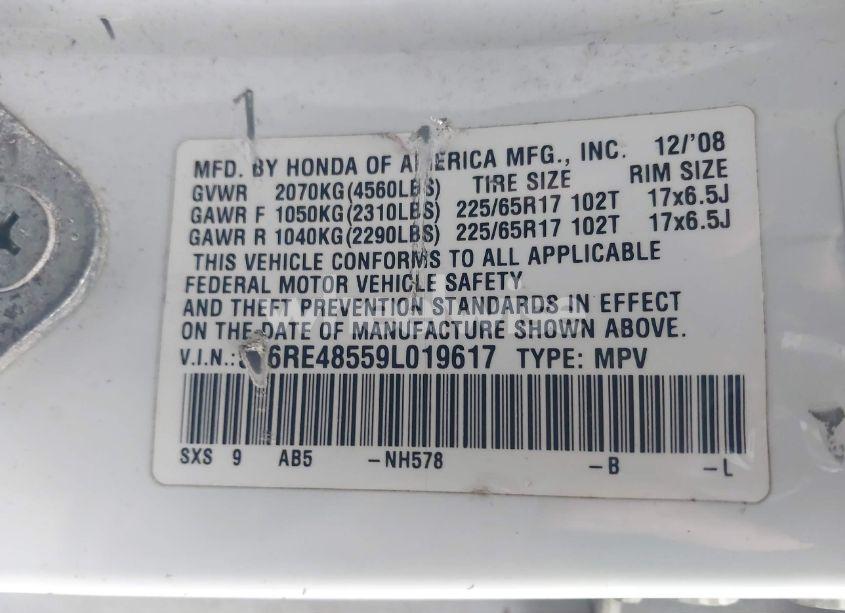 MFD. BY HONDA OF AMERICA MFG., INC. 12/'08
GVWR 2070KG(4560LBS) TIRE SIZE RIM SIZE
GAWR F 1050KG(2310LBS) 225/65R17 102T 17x6.5J
GAWR R 1040KG(2290LBS) 225/65R17 102T 17x6.5J
THIS VEHICLE CONFORMS TO ALL APPLICABLE
FEDERAL MOTOR VEHICLE SAFETY
AND THEFT PREVENTION STANDARDS IN EFFECT
ON THE DATE OF MANUFACTURE SHOWN ABOVE.
V.I.N.: 6RE48559L019617 TYPE: MPV
SXS 9 AB5 -NH578 -B -L